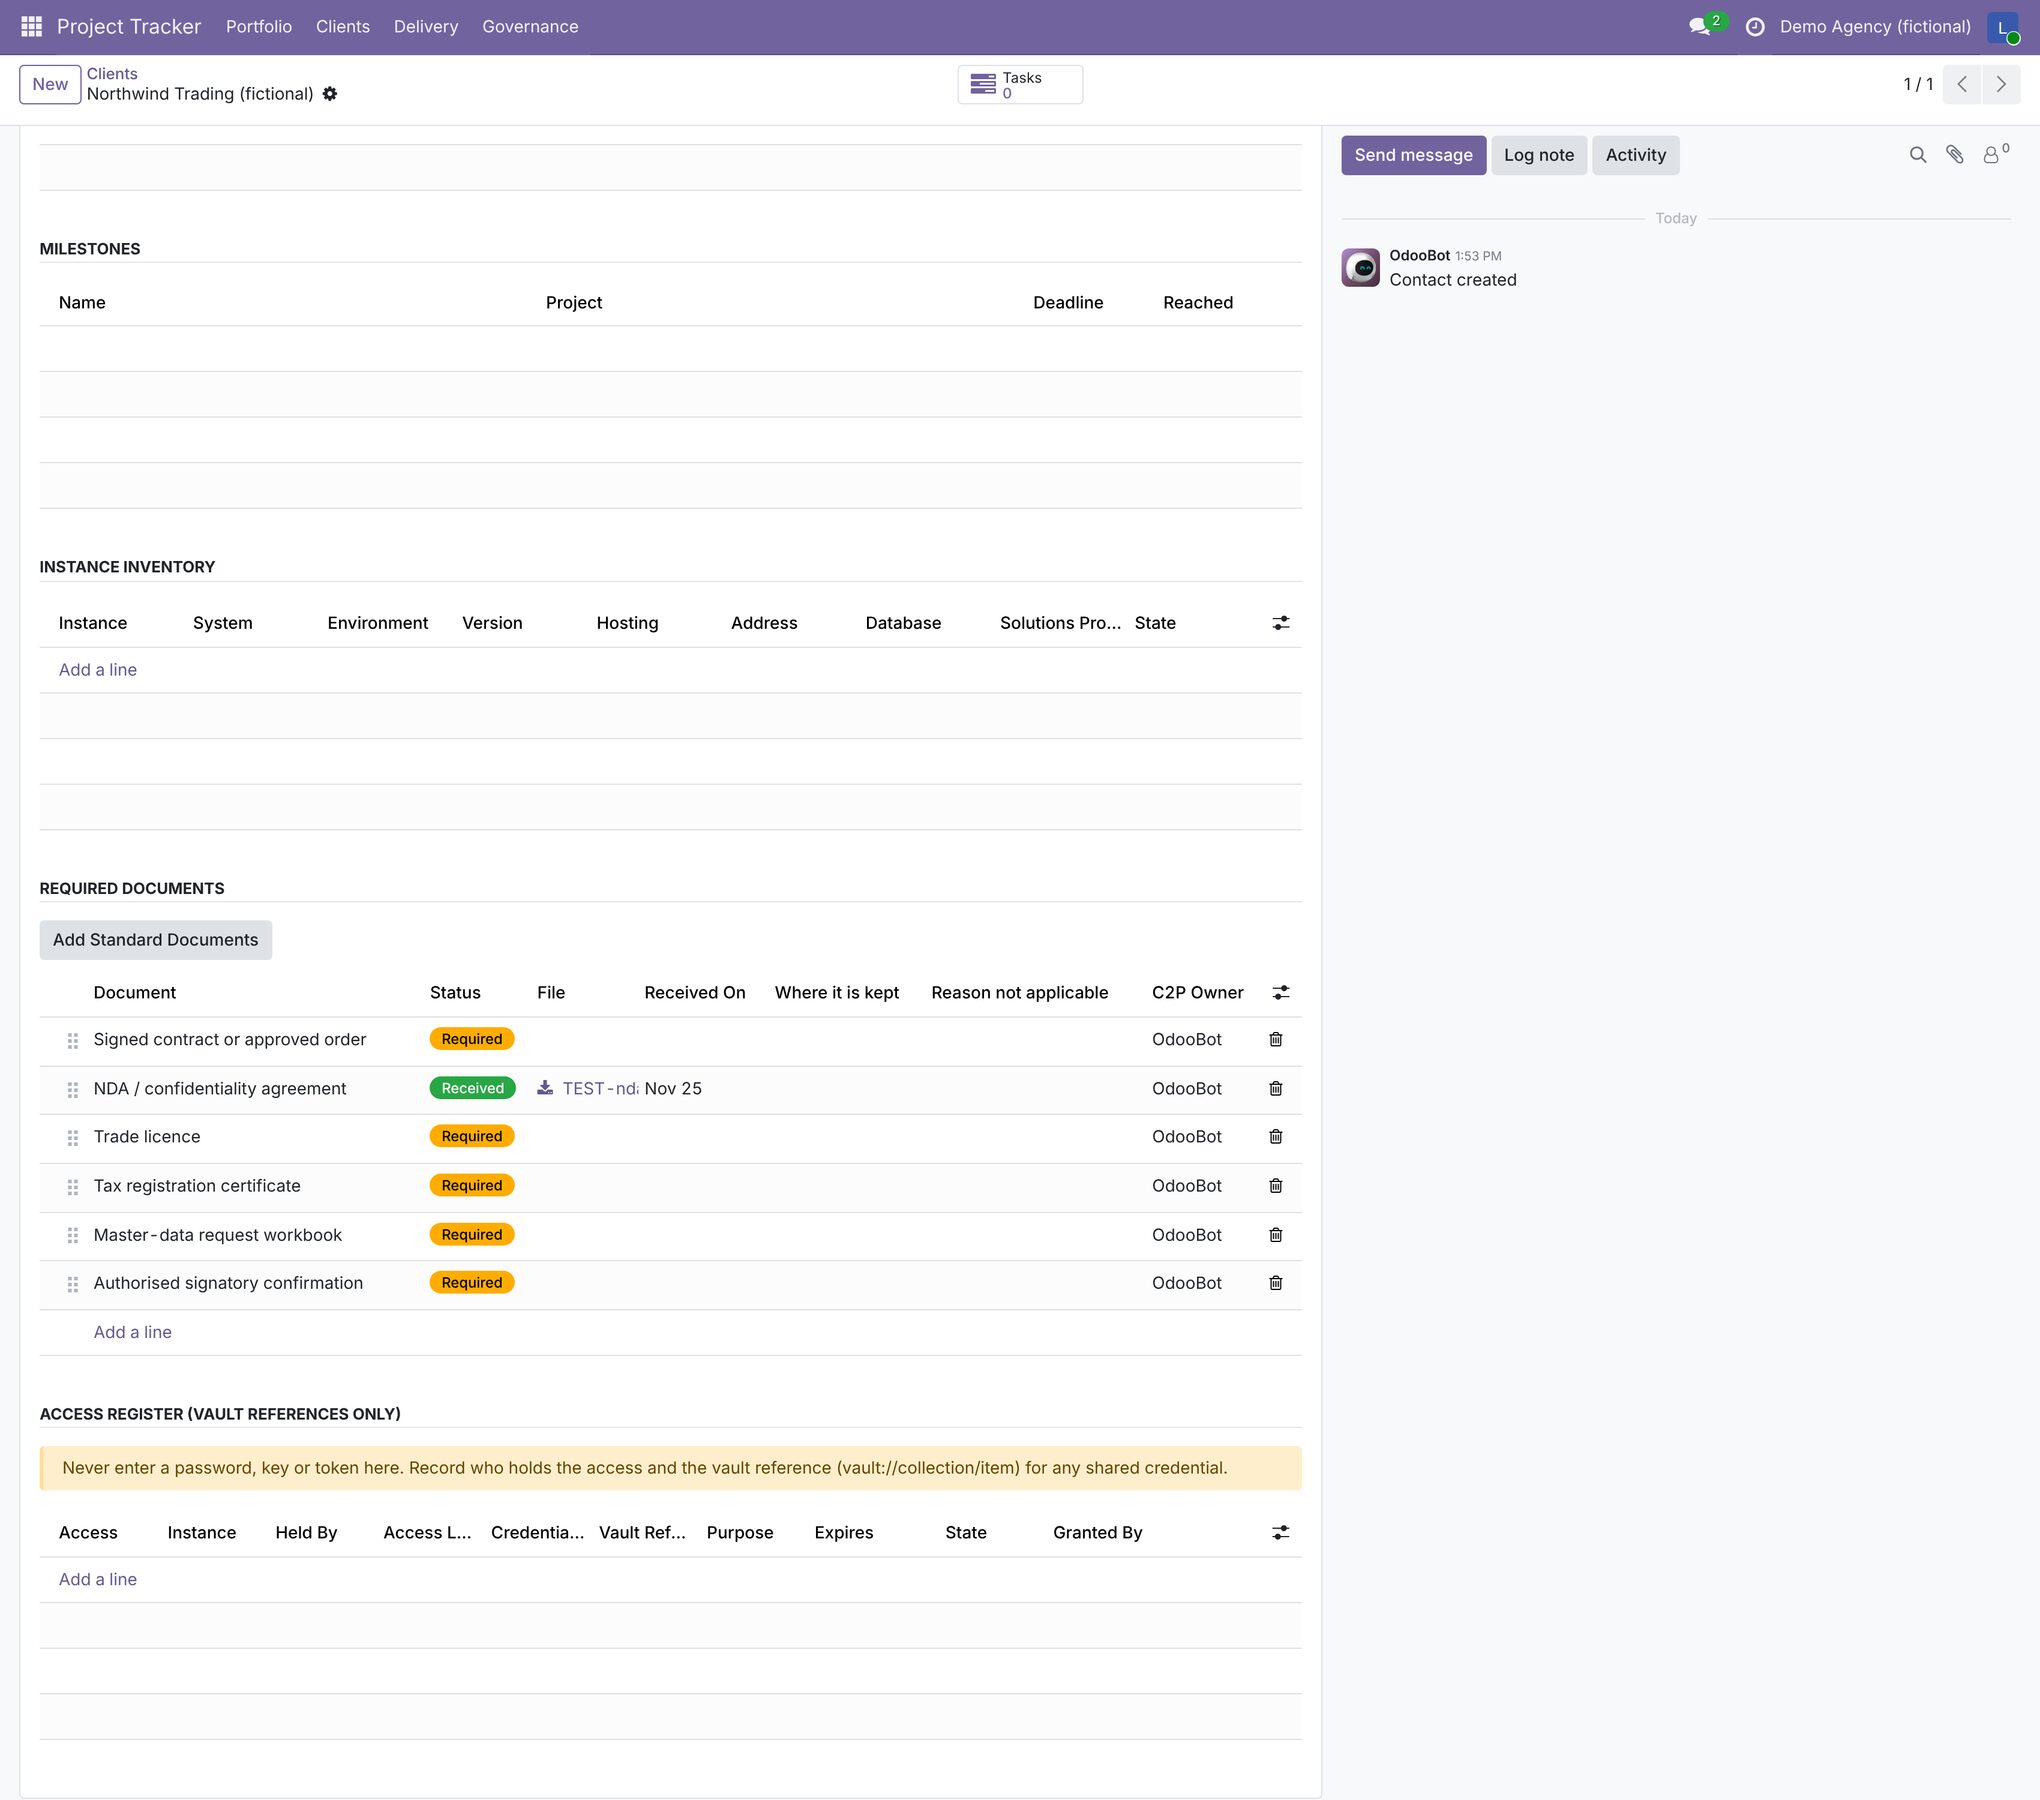 Project Tracker Portfolio Clients Delivery Governance 2 Demo Agency (fictional) L
New Clients Tasks 1 / 1
Northwind Trading (fictional) 0
Send message Log note Activity 0
Today
OdooBot 1:53 PM
Contact created
MILESTONES
Name Project Deadline Reached
INSTANCE INVENTORY
Instance System Environment Version Hosting Address Database Solutions Pro... State
Add a line
REQUIRED DOCUMENTS
Add Standard Documents
Document Status File Received On Where it is kept Reason not applicable C2P Owner
Signed contract or approved order Required OdooBot
NDA / confidentiality agreement Received TEST-nda Nov 25 OdooBot
Trade licence Required OdooBot
Tax registration certificate Required OdooBot
Master-data request workbook Required OdooBot
Authorised signatory confirmation Required OdooBot
Add a line
ACCESS REGISTER (VAULT REFERENCES ONLY)
Never enter a password, key or token here. Record who holds the access and the vault reference (vault://collection/item) for any shared credential.
Access Instance Held By Access L... Credentia... Vault Ref... Purpose Expires State Granted By
Add a line